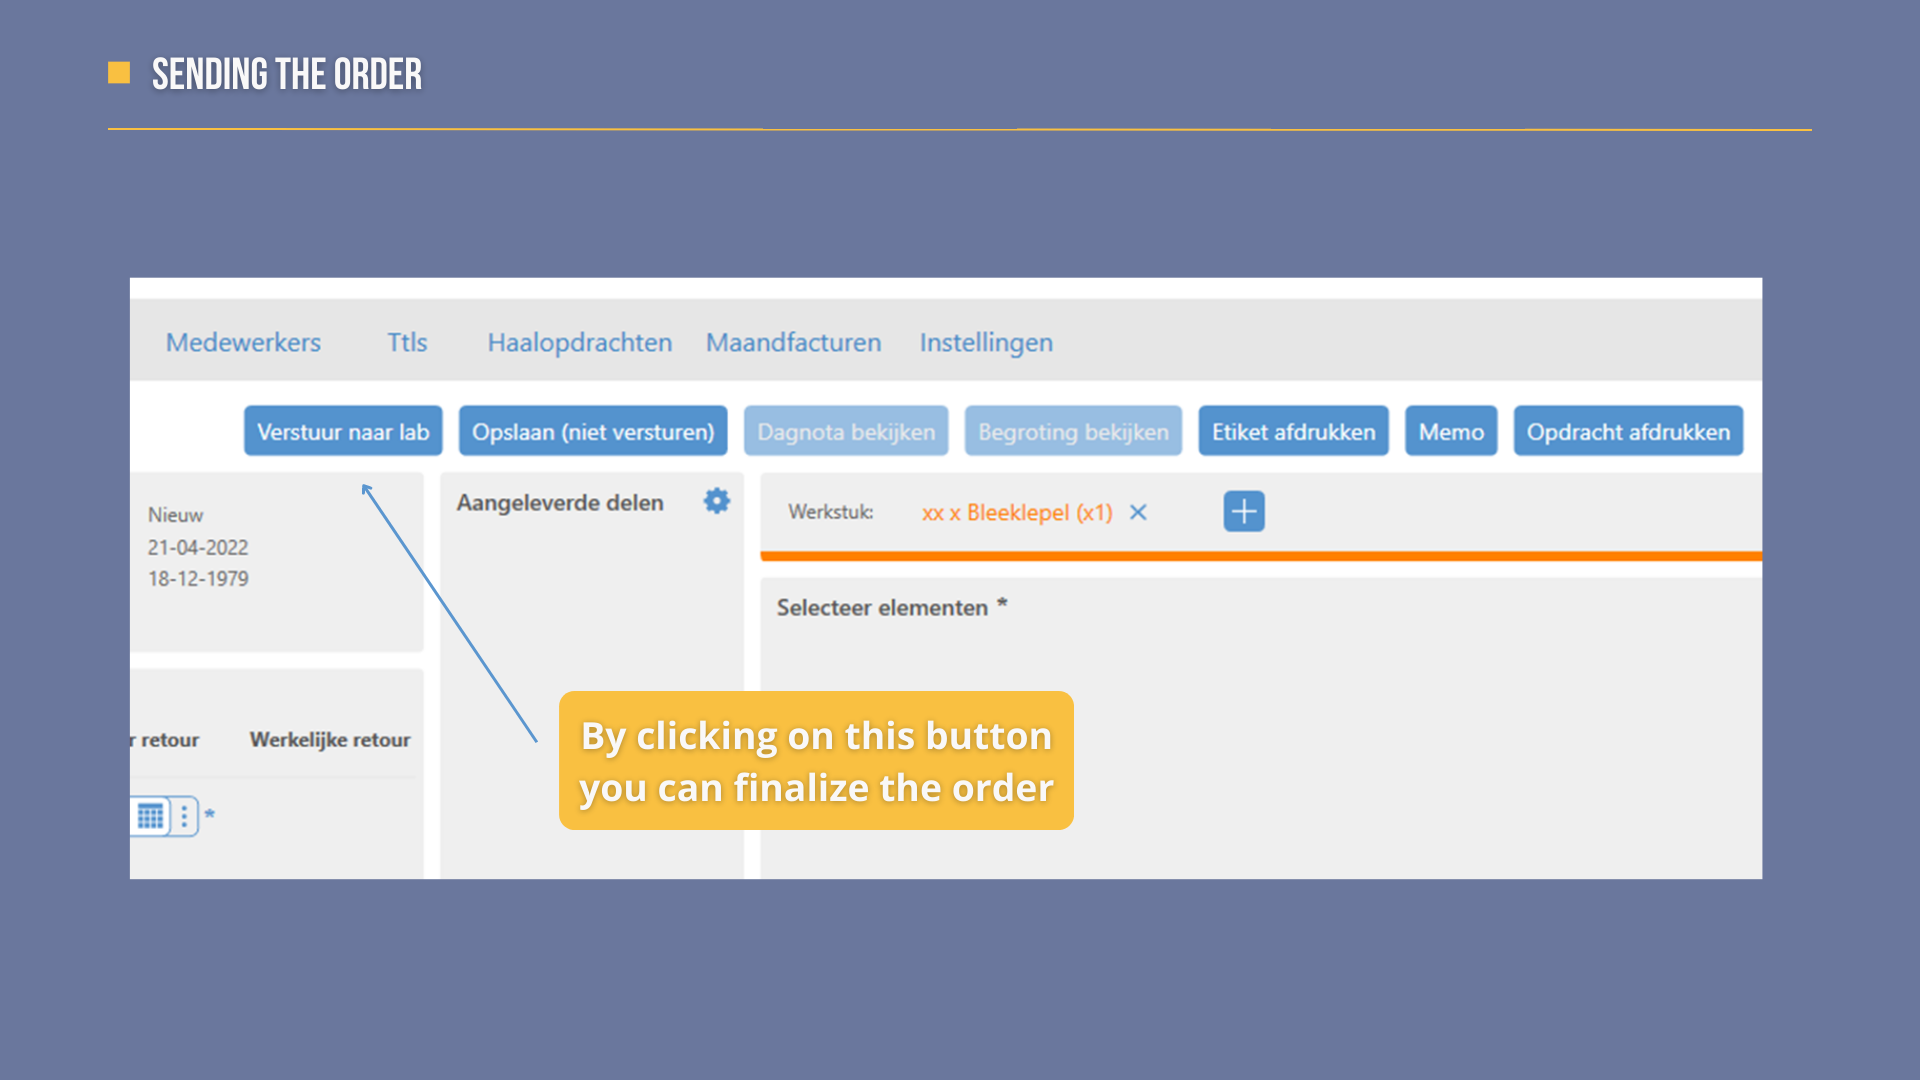 SENDING THE ORDER
Medewerkers Ttls Haalopdrachten Maandfacturen Instellingen
Verstuur naar lab Opslaan (niet versturen) Dagnota bekijken Begroting bekijken Etiket afdrukken Memo Opdracht afdrukken
Nieuw
21-04-2022
18-12-1979
Aangeleverde delen
Werkstuk: xx x Bleeklepel (x1)
Selecteer elementen *
r retour Werkelijke retour
*
By clicking on this button
you can finalize the order